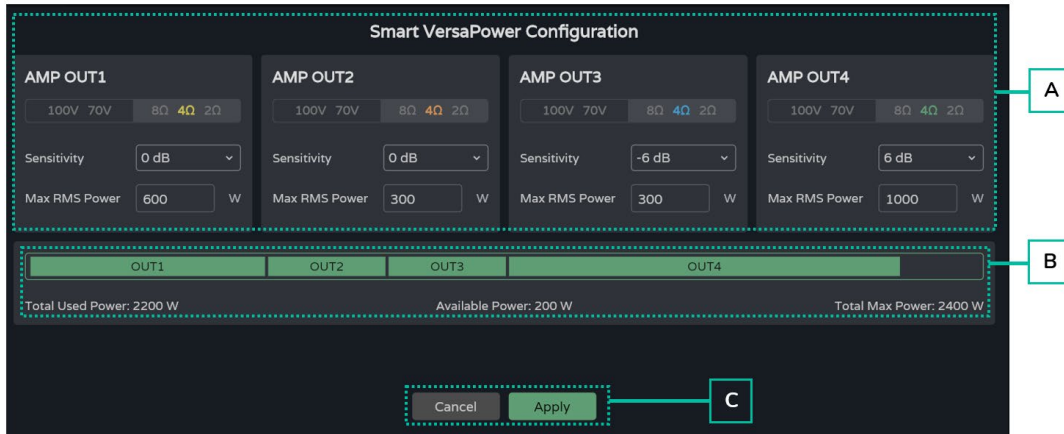 Smart VersaPower Configuration
AMP OUT1 AMP OUT2 AMP OUT3 AMP OUT4
100V 70V 8Ω 4Ω 2Ω 100V 70V 8Ω 4Ω 2Ω 100V 70V 8Ω 4Ω 2Ω 100V 70V 8Ω 4Ω 2Ω
A
Sensitivity 0 dB Sensitivity 0 dB Sensitivity -6 dB Sensitivity 6 dB
Max RMS Power 600 W Max RMS Power 300 W Max RMS Power 300 W Max RMS Power 1000 W
OUT1 OUT2 OUT3 OUT4
B
Total Used Power: 2200 W Available Power: 200 W Total Max Power: 2400 W
Cancel Apply C